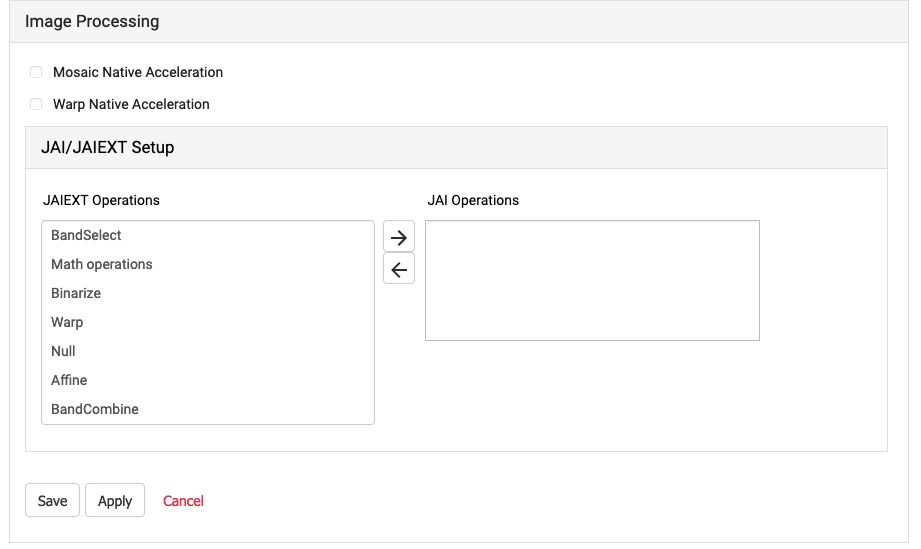 Image Processing
Mosaic Native Acceleration
Warp Native Acceleration
JAI/JAIEXT Setup
JAIEXT Operations
JAI Operations
BandSelect
Math operations
Binarize
Warp
Null
Affine
BandCombine
Save
Apply
Cancel